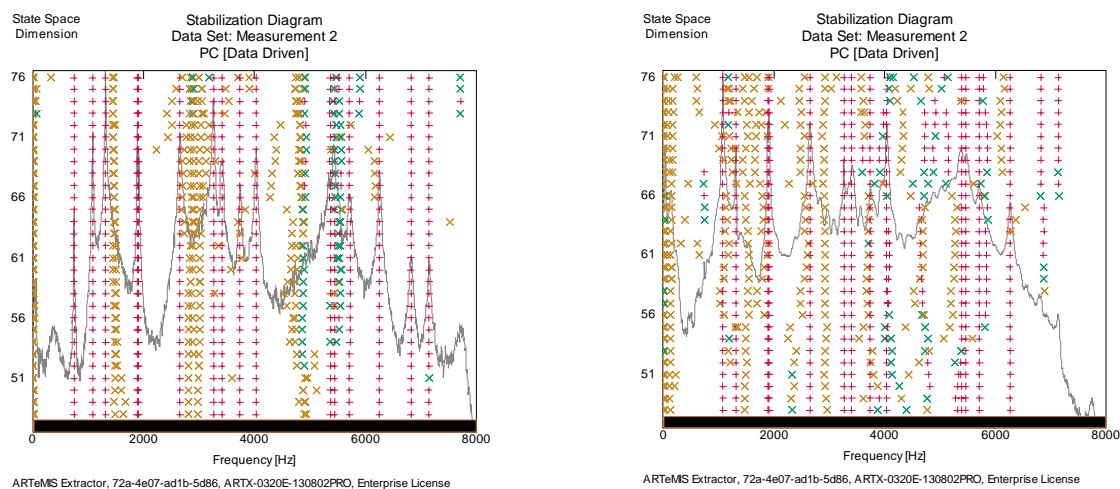 State Space
Dimension
Stabilization Diagram
Data Set: Measurement 2
PC [Data Driven]
76
71
66
61
56
51
0
2000
4000
6000
8000
Frequency [Hz]
ARTeMIS Extractor, 72a-4e07-ad1b-5d86, ARTX-0320E-130802PRO, Enterprise License
State Space
Dimension
Stabilization Diagram
Data Set: Measurement 2
PC [Data Driven]
76
71
66
61
56
51
0
2000
4000
6000
8000
Frequency [Hz]
ARTeMIS Extractor, 72a-4e07-ad1b-5d86, ARTX-0320E-130802PRO, Enterprise License